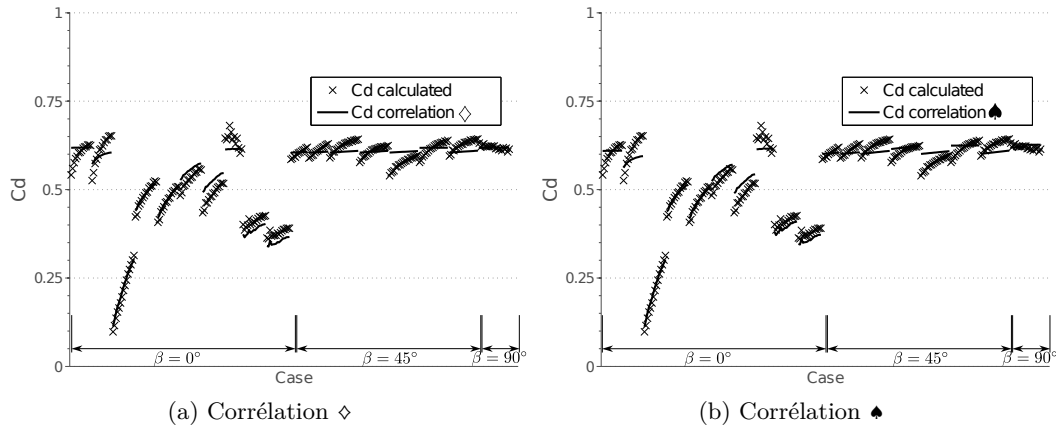 1
0.75
0.5
0.25
0
Cd
Cd calculated
Cd correlation ♢
β = 0°
β = 45°
β = 90°
Case
(a) Corrélation ♢
1
0.75
0.5
0.25
0
Cd
Cd calculated
Cd correlation ♠
β = 0°
β = 45°
β = 90°
Case
(b) Corrélation ♠